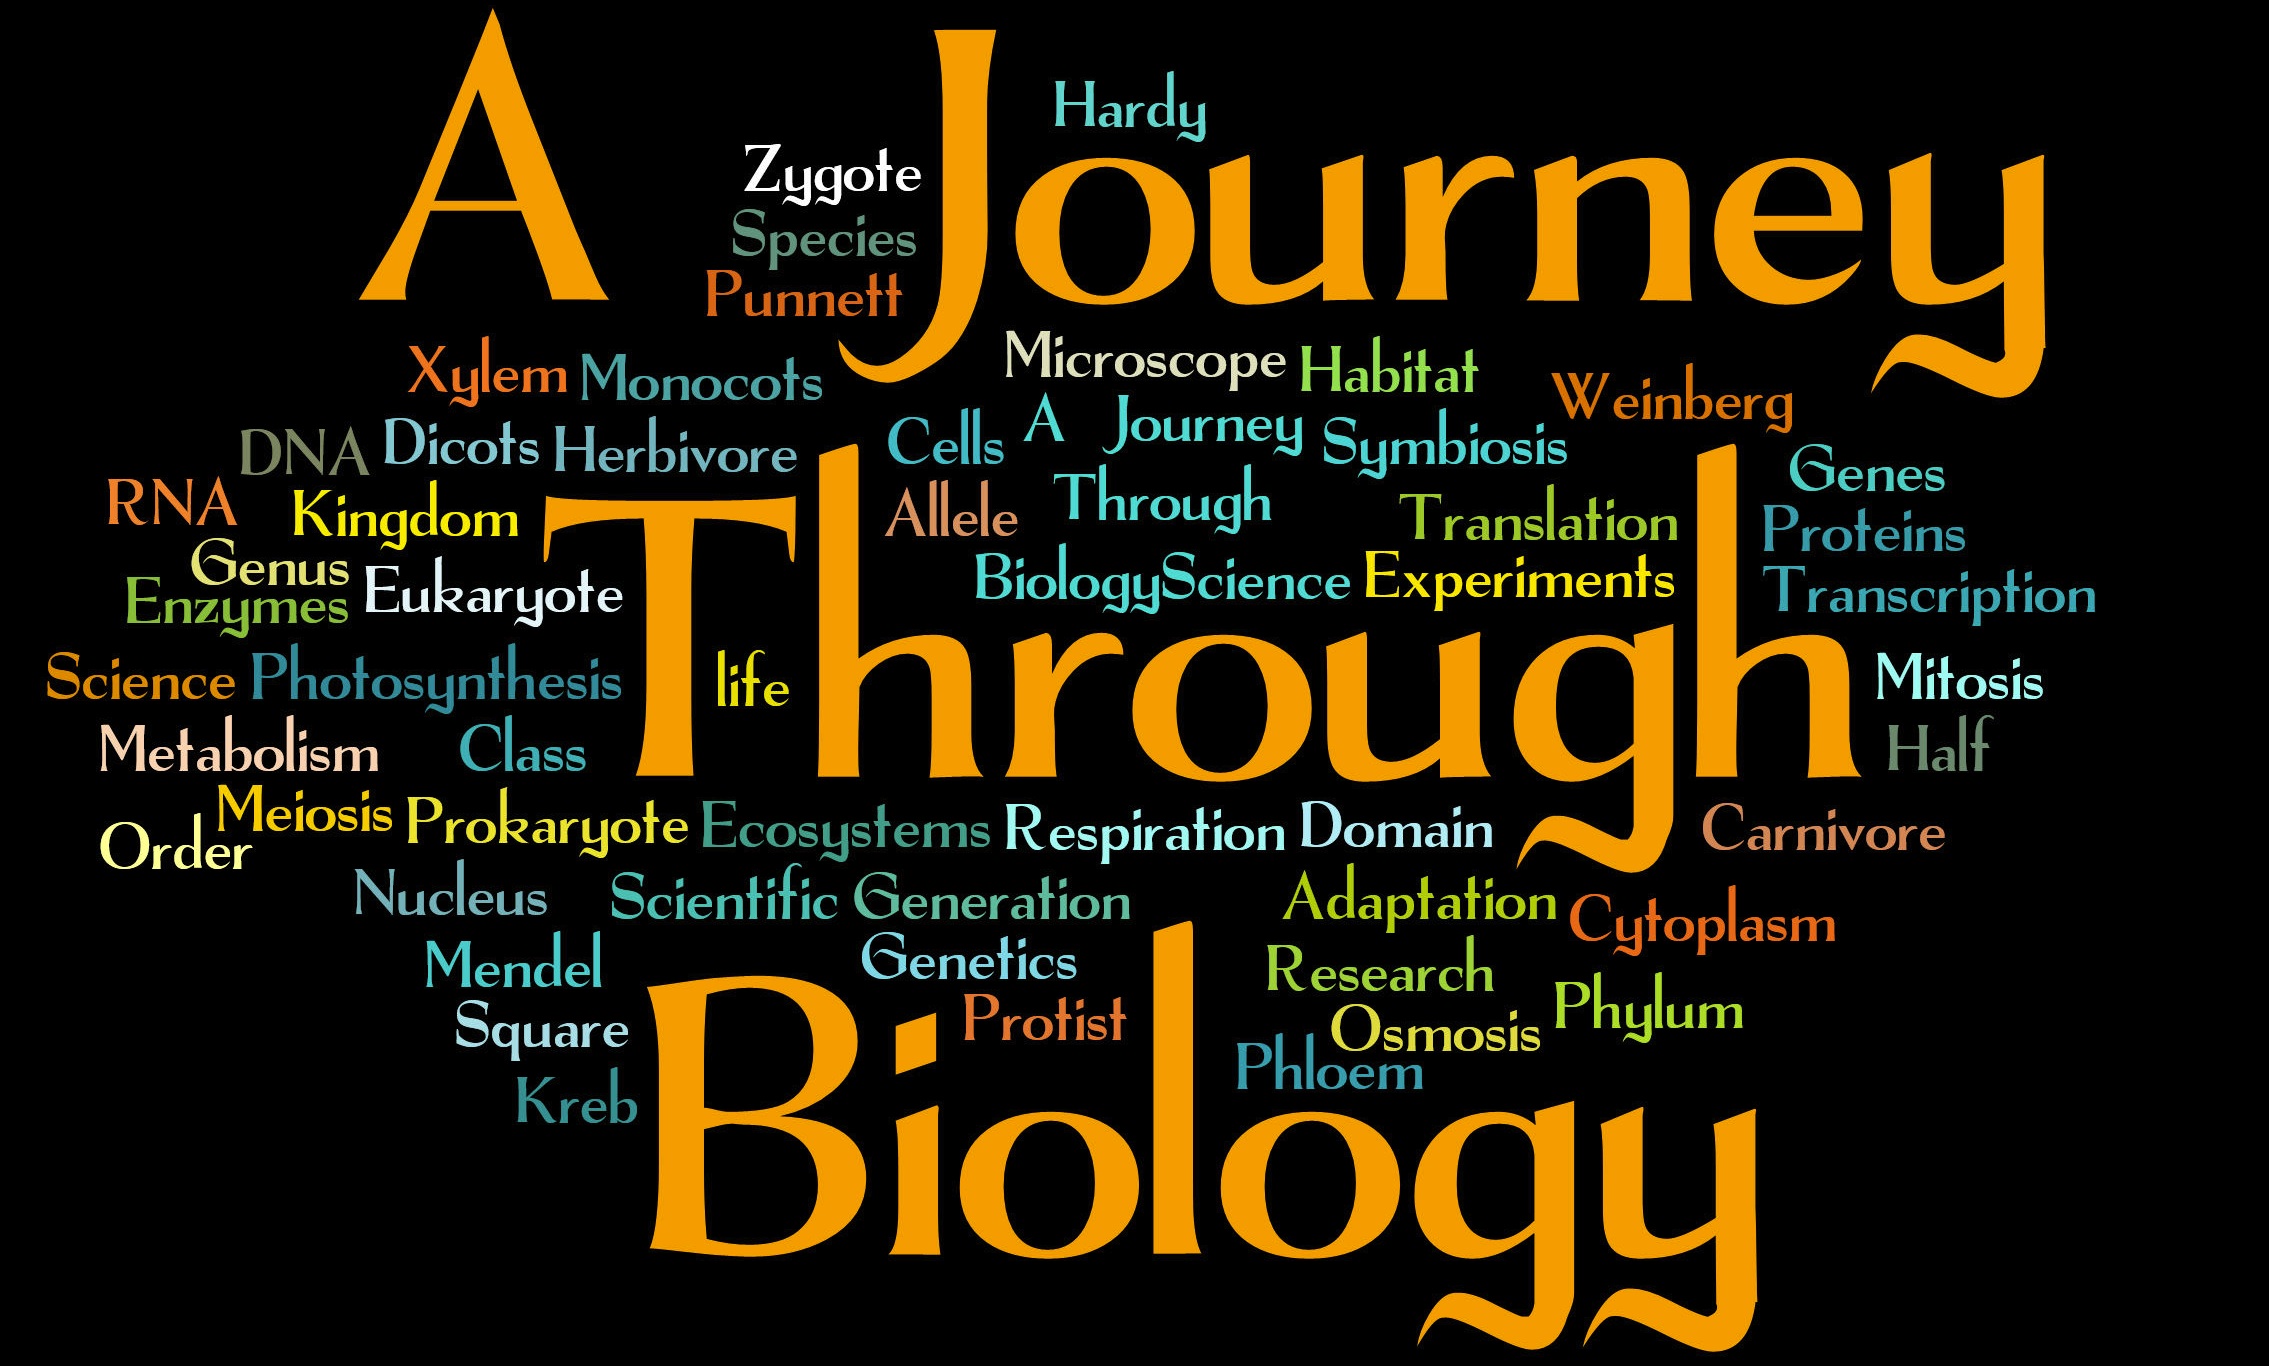 A Journey
Hardy
Zygote
Species
Punnett
Xylem Monocots
Microscope Habitat
Weinberg
DNA Dicots Herbivore
Cells
A Journey
Symbiosis
Genes
RNA
Kingdom
Allele
Through
Translation
Proteins
Genus
Enzymes
Eukaryote
BiologyScience
Experiments
Transcription
Through
Science Photosynthesis
life
Mitosis
Metabolism
Class
Half
Order
Meiosis
Prokaryote
Ecosystems
Respiration
Domain
Carnivore
Nucleus
Scientific Generation
Adaptation
Cytoplasm
Mendel
Genetics
Research
Square
Protist
Osmosis
Phylum
Phloem
Kreb
Biology